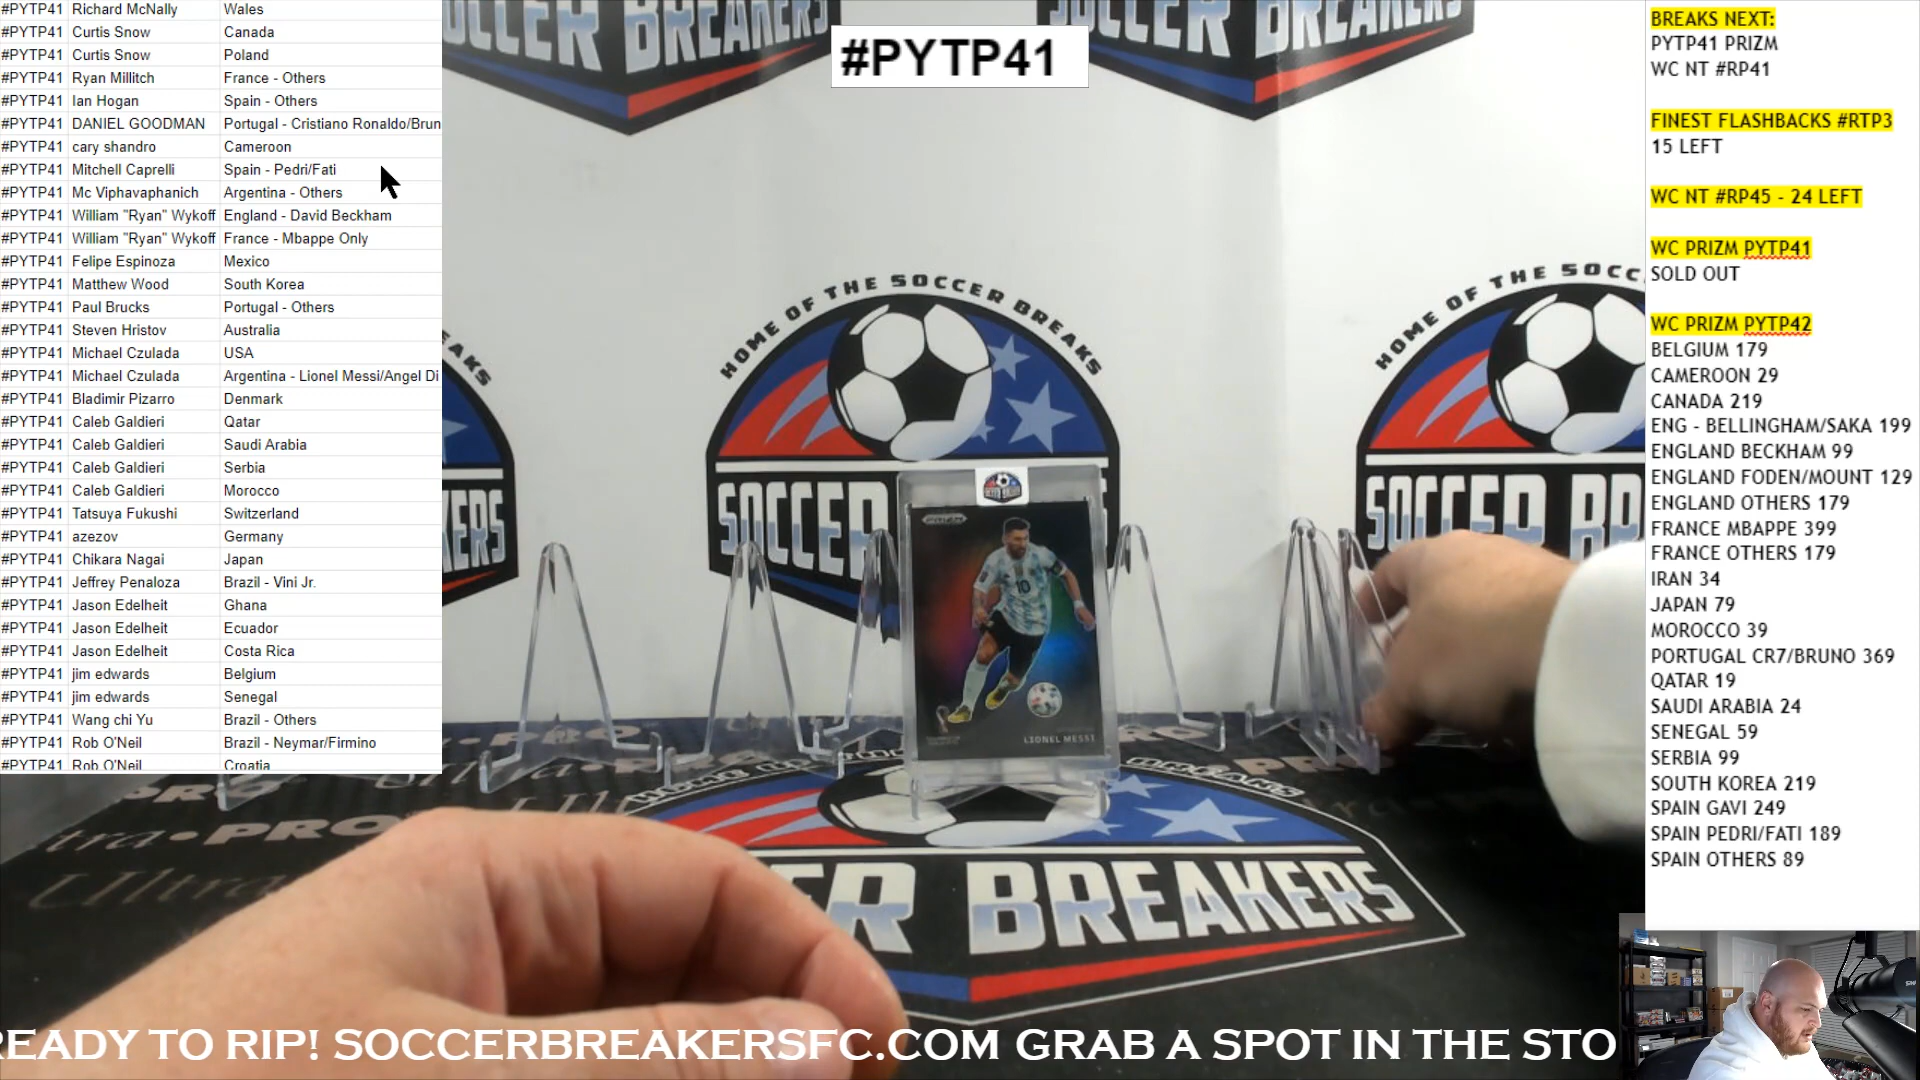 #PYTP41 Richard McNally Wales
#PYTP41 Curtis Snow Canada
#PYTP41 Curtis Snow Poland
#PYTP41 Ryan Millitch France - Others
#PYTP41 Ian Hogan Spain - Others
#PYTP41 DANIEL GOODMAN Portugal - Cristiano Ronaldo/Brun
#PYTP41 cary shandro Cameroon
#PYTP41 Mitchell Caprelli Spain - Pedri/Fati
#PYTP41 Mc Viphavaphanich Argentina - Others
#PYTP41 William "Ryan" Wykoff England - David Beckham
#PYTP41 William "Ryan" Wykoff France - Mbappe Only
#PYTP41 Felipe Espinoza Mexico
#PYTP41 Matthew Wood South Korea
#PYTP41 Paul Brucks Portugal - Others
#PYTP41 Steven Hristov Australia
#PYTP41 Michael Czulada USA
#PYTP41 Michael Czulada Argentina - Lionel Messi/Angel Di
#PYTP41 Bladimir Pizarro Denmark
#PYTP41 Caleb Galdieri Qatar
#PYTP41 Caleb Galdieri Saudi Arabia
#PYTP41 Caleb Galdieri Serbia
#PYTP41 Caleb Galdieri Morocco
#PYTP41 Tatsuya Fukushi Switzerland
#PYTP41 azezov Germany
#PYTP41 Chikara Nagai Japan
#PYTP41 Jeffrey Penaloza Brazil - Vini Jr.
#PYTP41 Jason Edelheit Ghana
#PYTP41 Jason Edelheit Ecuador
#PYTP41 Jason Edelheit Costa Rica
#PYTP41 jim edwards Belgium
#PYTP41 jim edwards Senegal
#PYTP41 Wang chi Yu Brazil - Others
#PYTP41 Rob O'Neil Brazil - Neymar/Firmino
#PYTP41 Rob O'Neil Croatia
#PYTP41
BREAKERS
BREAKERS
HOME OF THE SOCCER BREAKS
SOCCER
HOME OF THE SOCC
SOCCER BR
EAKS
KERS
PRIZM
LIONEL MESSI
PRO
Ultra
BREAKERS
BREAKS NEXT:
PYTP41 PRIZM
WC NT #RP41
FINEST FLASHBACKS #RTP3
15 LEFT
WC NT #RP45 - 24 LEFT
WC PRIZM PYTP41
SOLD OUT
WC PRIZM PYTP42
BELGIUM 179
CAMEROON 29
CANADA 219
ENG - BELLINGHAM/SAKA 199
ENGLAND BECKHAM 99
ENGLAND FODEN/MOUNT 129
ENGLAND OTHERS 179
FRANCE MBAPPE 399
FRANCE OTHERS 179
IRAN 34
JAPAN 79
MOROCCO 39
PORTUGAL CR7/BRUNO 369
QATAR 19
SAUDI ARABIA 24
SENEGAL 59
SERBIA 99
SOUTH KOREA 219
SPAIN GAVI 249
SPAIN PEDRI/FATI 189
SPAIN OTHERS 89
READY TO RIP! SOCCERBREAKERSFC.COM GRAB A SPOT IN THE STO